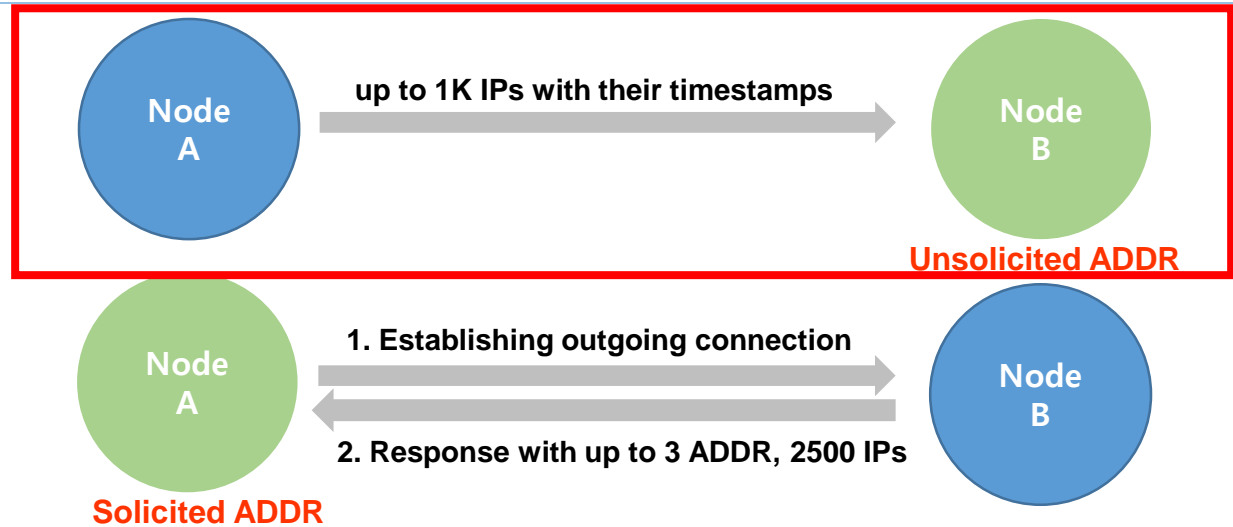 up to 1K IPs with their timestamps
Node
A
Node
B
Unsolicited ADDR
1. Establishing outgoing connection
Node
A
Node
B
2. Response with up to 3 ADDR, 2500 IPs
Solicited ADDR